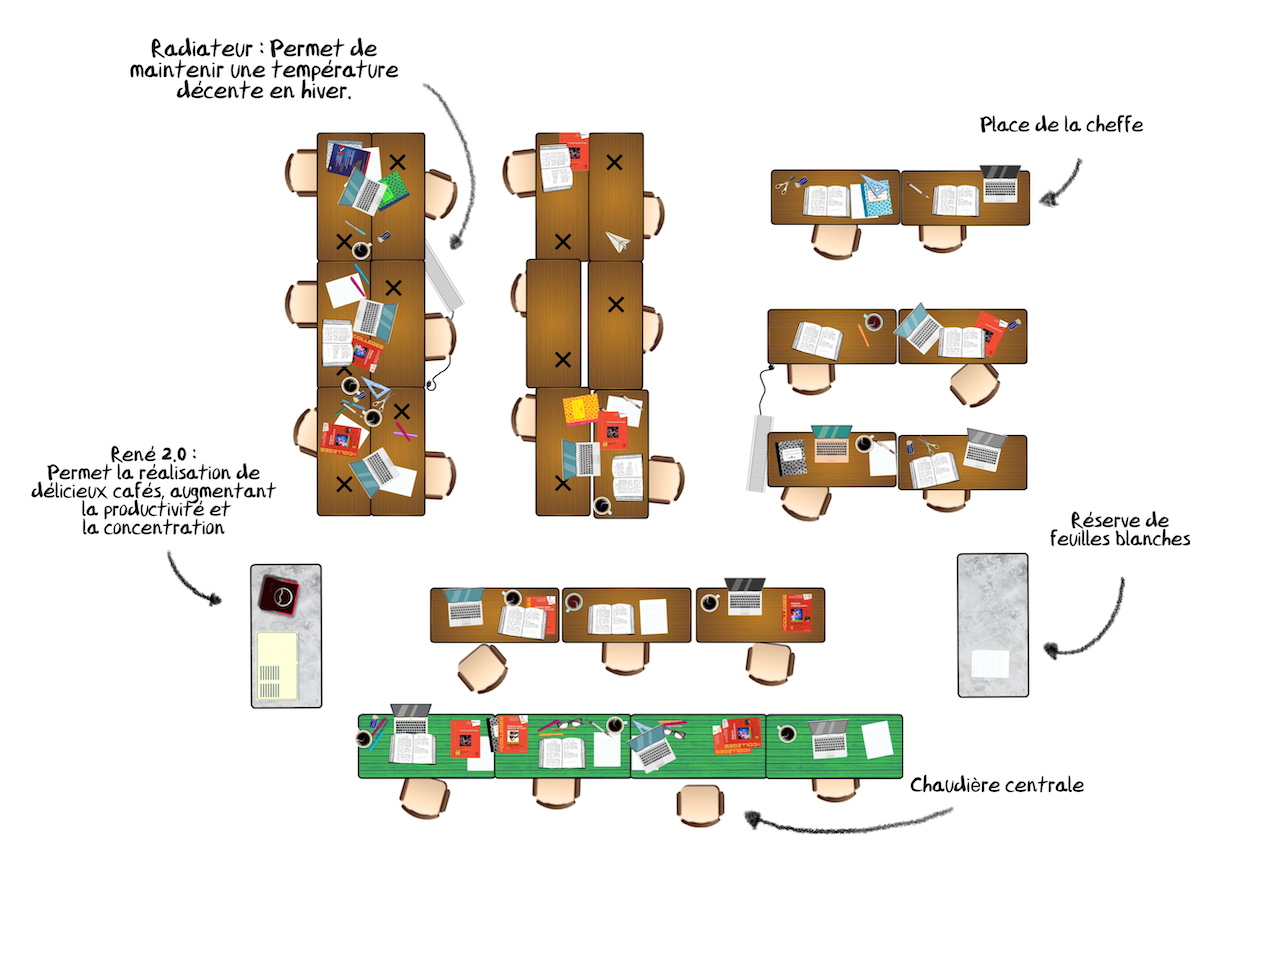 Radiateur : Permet de
maintenir une température
décente en hiver.
Place de la cheffe
René 2.0 :
Permet la réalisation de
délicieux cafés, augmentant
la productivité et
la concentration
Réserve de
feuilles blanches
Chaudière centrale